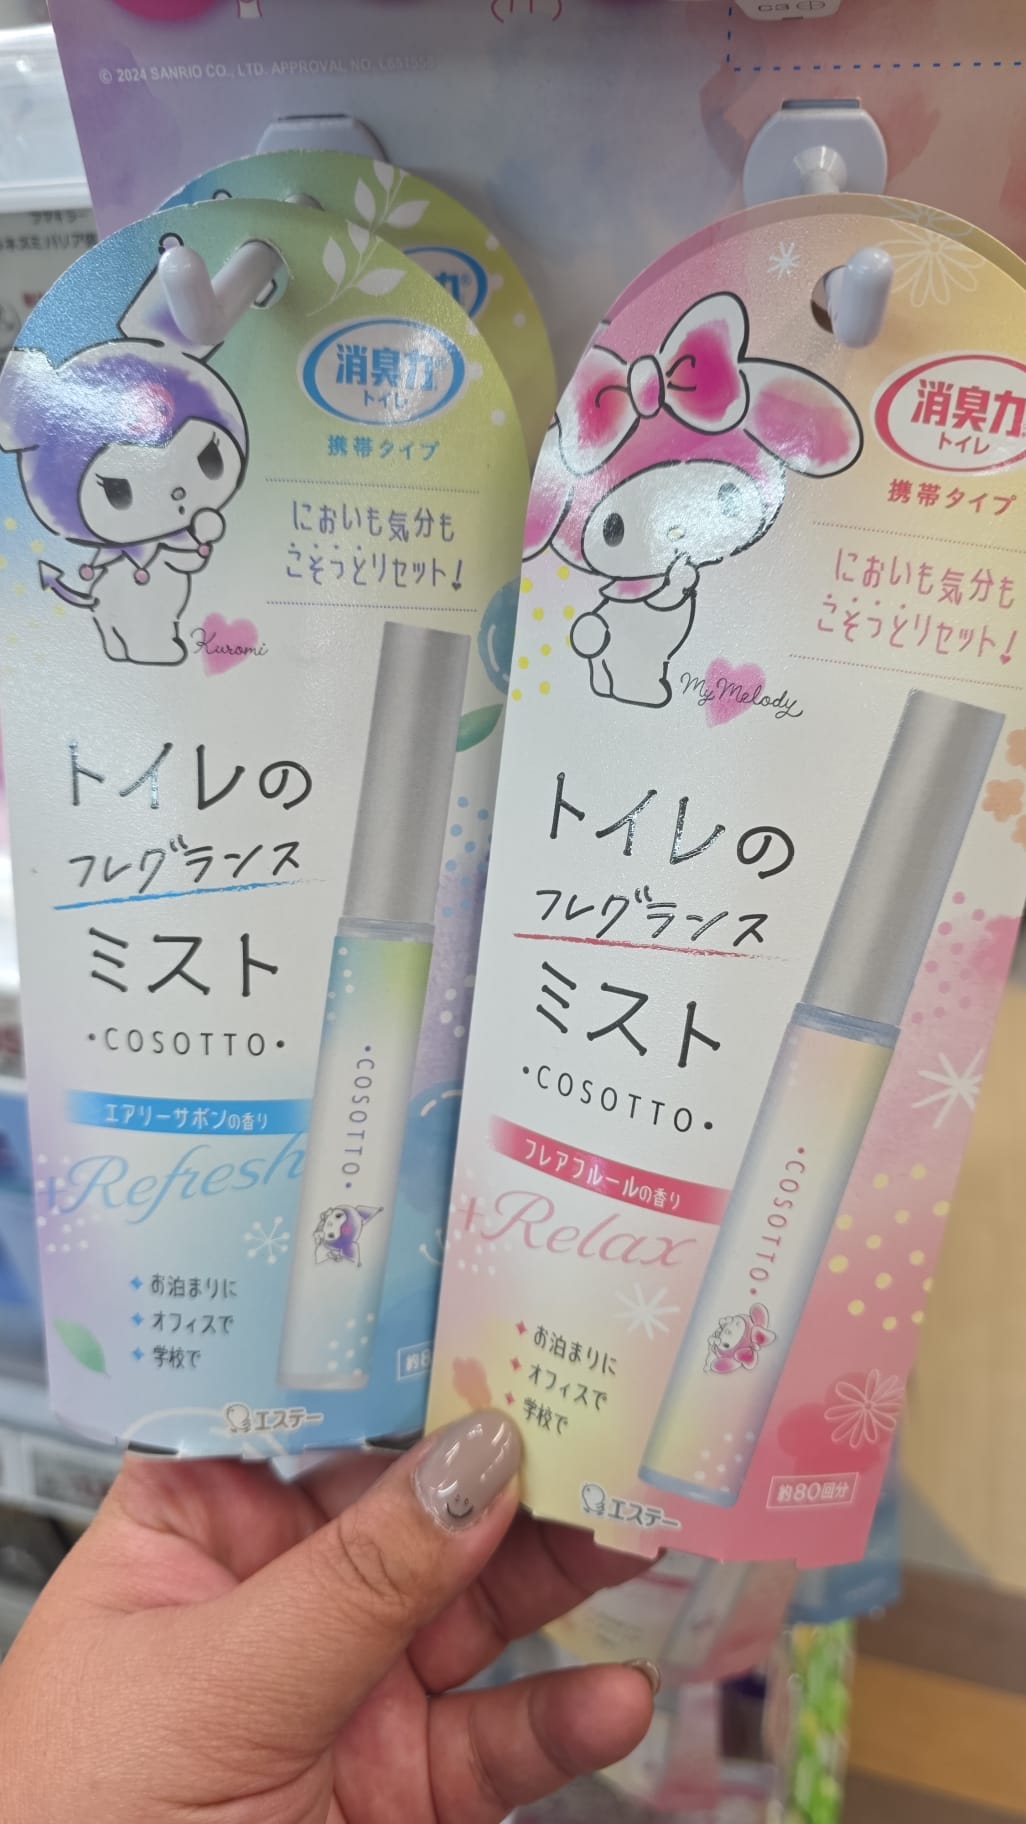 © 2024 SANRIO CO., LTD. APPROVAL NO.
消臭力
トイレ
携帯タイプ
においも気分も
こそっとリセット!
Kuromi
トイレの
フレグランス
ミスト
・COSOTTO・
エアリーサボンの香り
+Refresh
お泊まりに
オフィスで
学校で
・COSOTTO・
エステー
消臭力
トイレ
携帯タイプ
においも気分も
こそっとリセット!
My Melody
トイレの
フレグランス
ミスト
・COSOTTO・
フレアフルールの香り
+Relax
お泊まりに
オフィスで
学校で
・COSOTTO・
約80回分
エステー